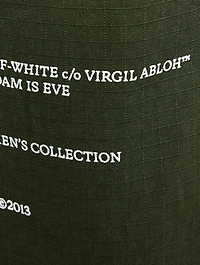 F-WHITE c/o VIRGIL ABLOH™
DAM IS EVE
EN'S COLLECTION
©2013